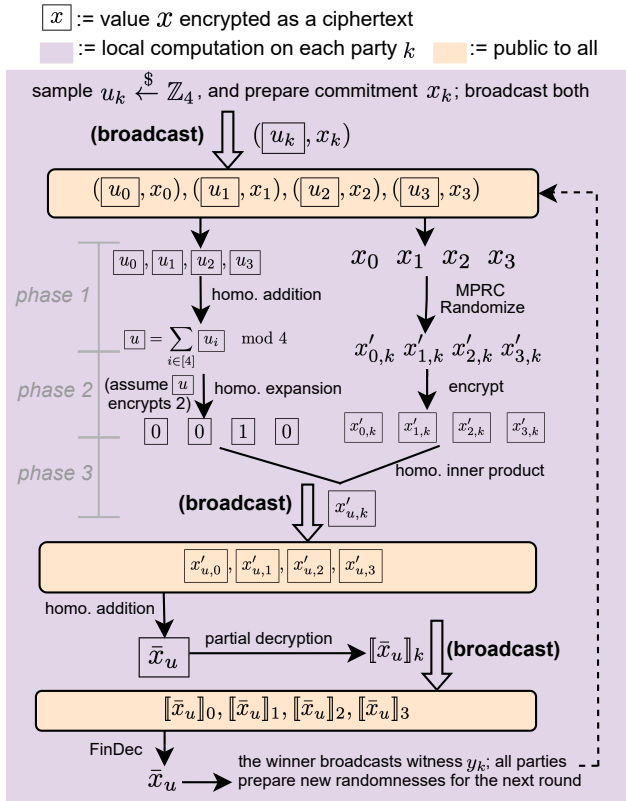 x := value x encrypted as a ciphertext
:= local computation on each party k := public to all
sample u_k ←$ ℤ_4, and prepare commitment x_k; broadcast both
(broadcast) (u_k, x_k)
(u_0, x_0), (u_1, x_1), (u_2, x_2), (u_3, x_3)
u_0, u_1, u_2, u_3 x_0 x_1 x_2 x_3
phase 1
homo. addition
MPRC
Randomize
u = ∑_{i∈[4]} u_i mod 4
x'_{0,k} x'_{1,k} x'_{2,k} x'_{3,k}
phase 2
(assume u
encrypts 2)
homo. expansion
encrypt
0 0 1 0
x'_{0,k} x'_{1,k} x'_{2,k} x'_{3,k}
phase 3
homo. inner product
(broadcast) x'_{u,k}
x'_{u,0}, x'_{u,1}, x'_{u,2}, x'_{u,3}
homo. addition
x̄_u
partial decryption
⟦x̄_u⟧_k
(broadcast)
⟦x̄_u⟧_0, ⟦x̄_u⟧_1, ⟦x̄_u⟧_2, ⟦x̄_u⟧_3
FinDec
x̄_u
the winner broadcasts witness y_k; all parties
prepare new randomnesses for the next round